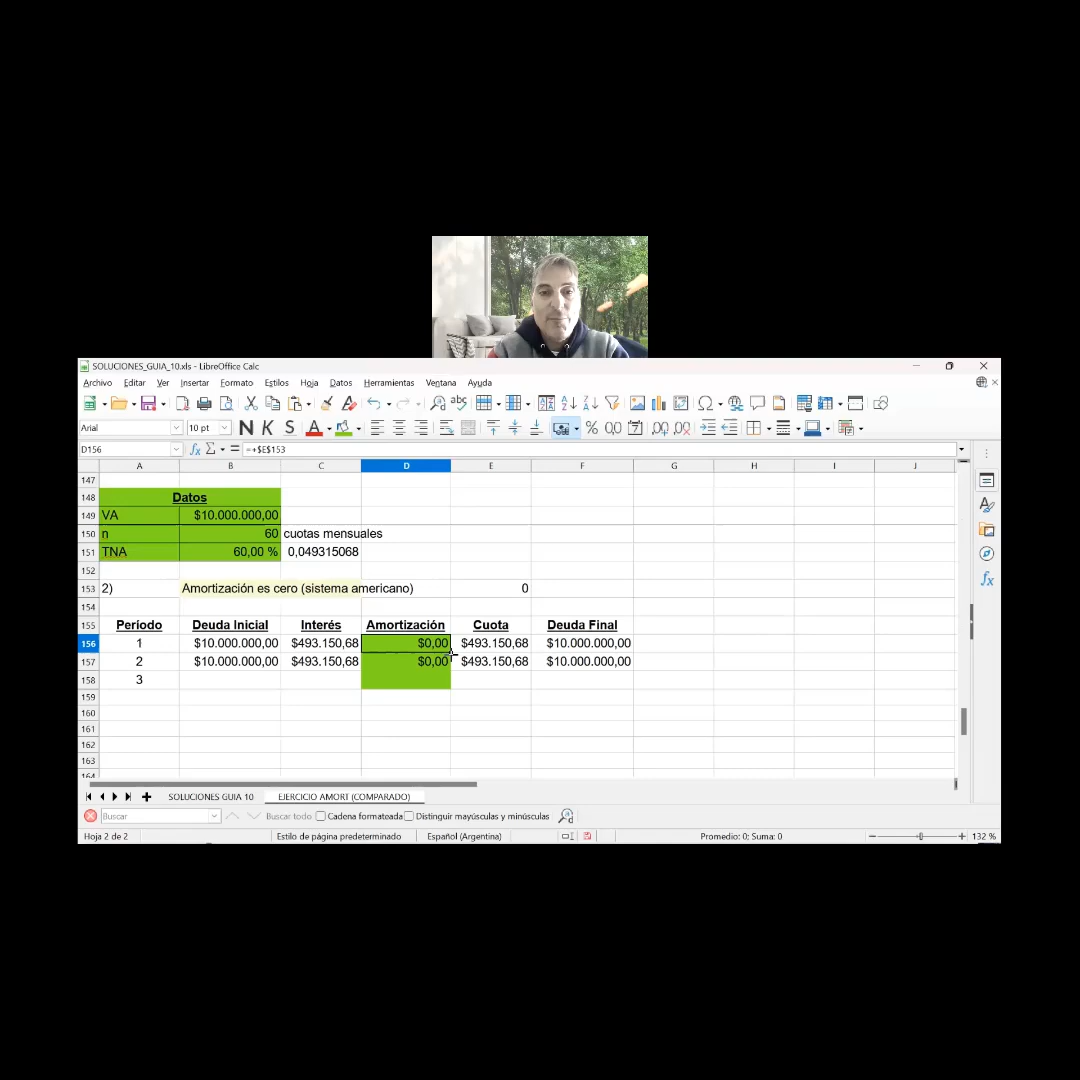 SOLUCIONES_GUIA_10.xls - LibreOffice Calc
Archivo Editar Ver Insertar Formato Estilos Hoja Datos Herramientas Ventana Ayuda
Arial 10 pt N K S
D156 =+$E$153
A B C D E F G H I J
147
148 Datos
149 VA $10.000.000,00
150 n 60 cuotas mensuales
151 TNA 60,00 % 0,049315068
152
153 2) Amortización es cero (sistema americano) 0
154
155 Período Deuda Inicial Interés Amortización Cuota Deuda Final
156 1 $10.000.000,00 $493.150,68 $0,00 $493.150,68 $10.000.000,00
157 2 $10.000.000,00 $493.150,68 $0,00 $493.150,68 $10.000.000,00
158 3
159
160
161
162
163
164
SOLUCIONES GUIA 10 EJERCICIO AMORT (COMPARADO)
Buscar Buscar todo Cadena formateada Distinguir mayúsculas y minúsculas
Hoja 2 de 2 Estilo de página predeterminado Español (Argentina) Promedio: 0; Suma: 0 132 %